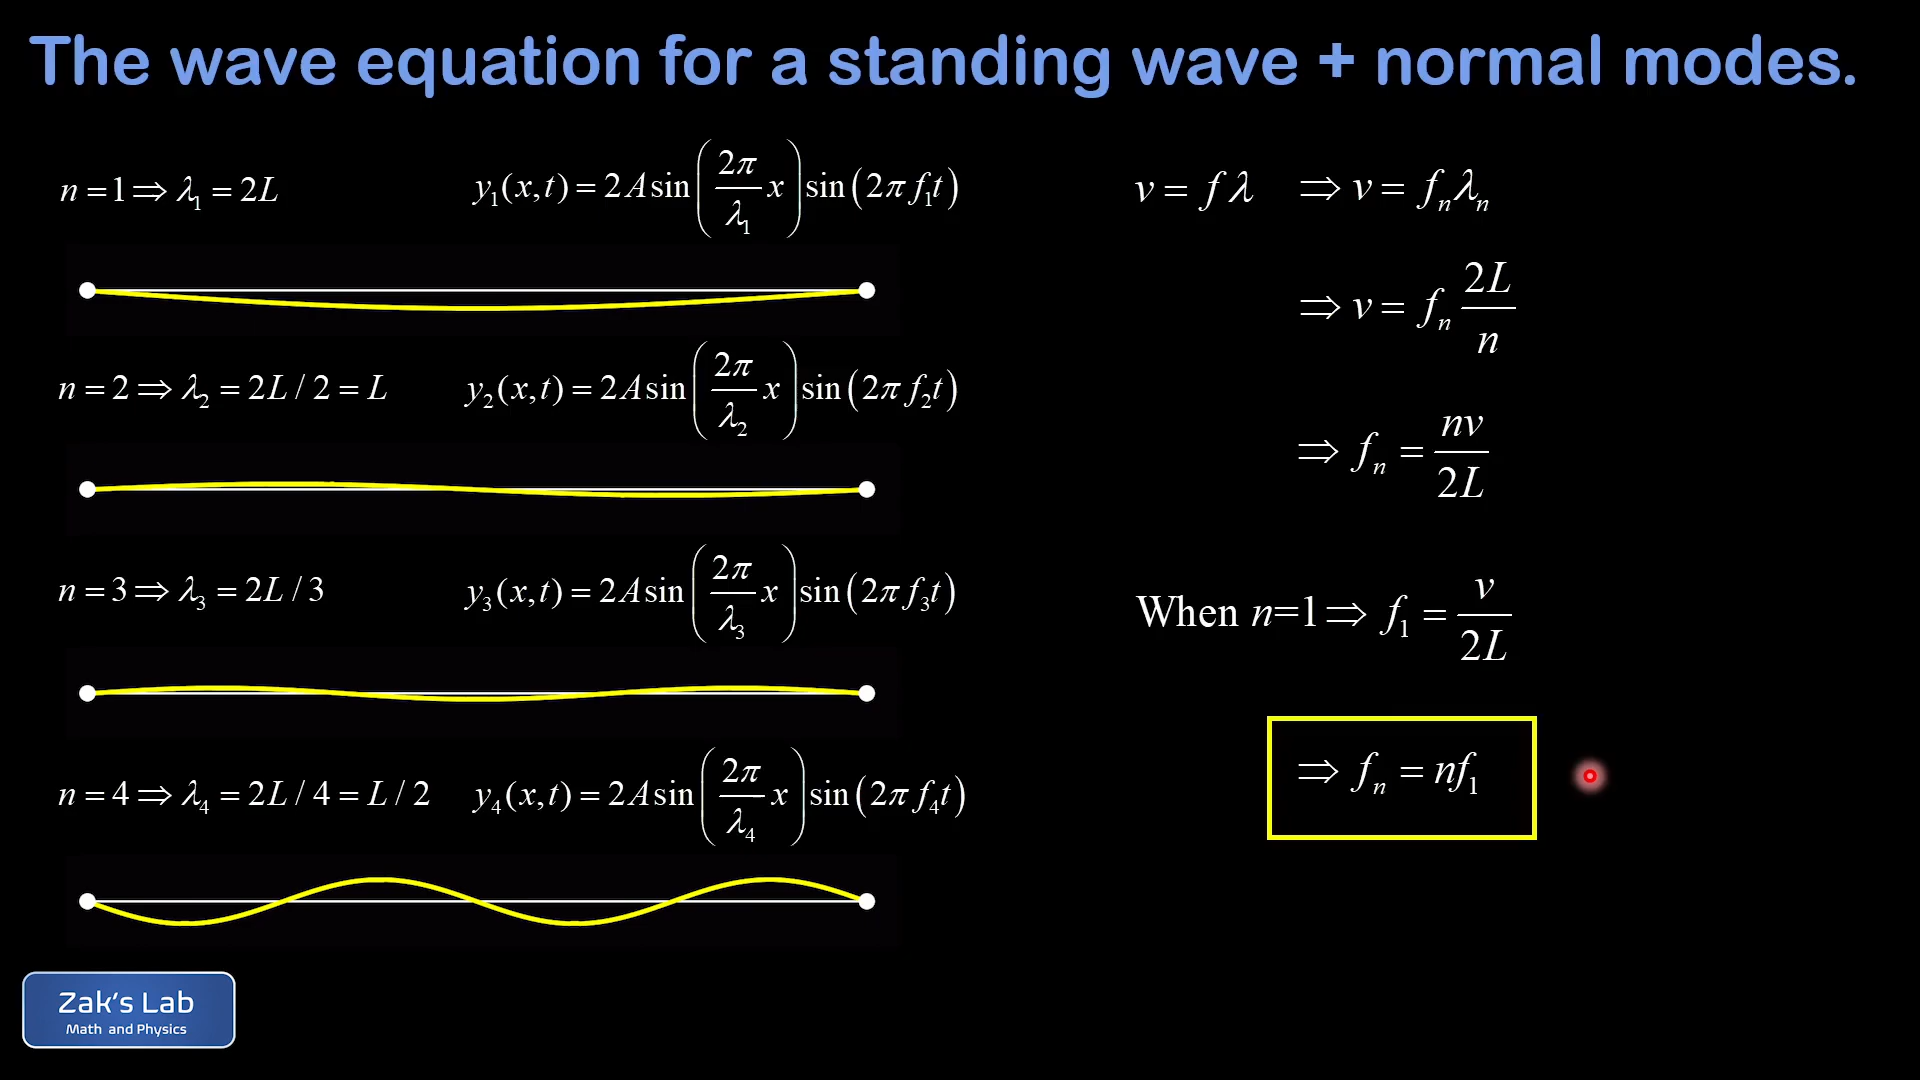 The wave equation for a standing wave + normal modes.
n = 1 ⇒ λ₁ = 2L
y₁(x,t) = 2A sin(2π/λ₁ x) sin(2π f₁t)
n = 2 ⇒ λ₂ = 2L / 2 = L
y₂(x,t) = 2A sin(2π/λ₂ x) sin(2π f₂t)
n = 3 ⇒ λ₃ = 2L / 3
y₃(x,t) = 2A sin(2π/λ₃ x) sin(2π f₃t)
n = 4 ⇒ λ₄ = 2L / 4 = L / 2
y₄(x,t) = 2A sin(2π/λ₄ x) sin(2π f₄t)
v = fλ ⇒ v = fₙλₙ
⇒ v = fₙ 2L/n
⇒ fₙ = nv/2L
When n=1 ⇒ f₁ = v/2L
⇒ fₙ = nf₁
Zak's Lab
Math and Physics